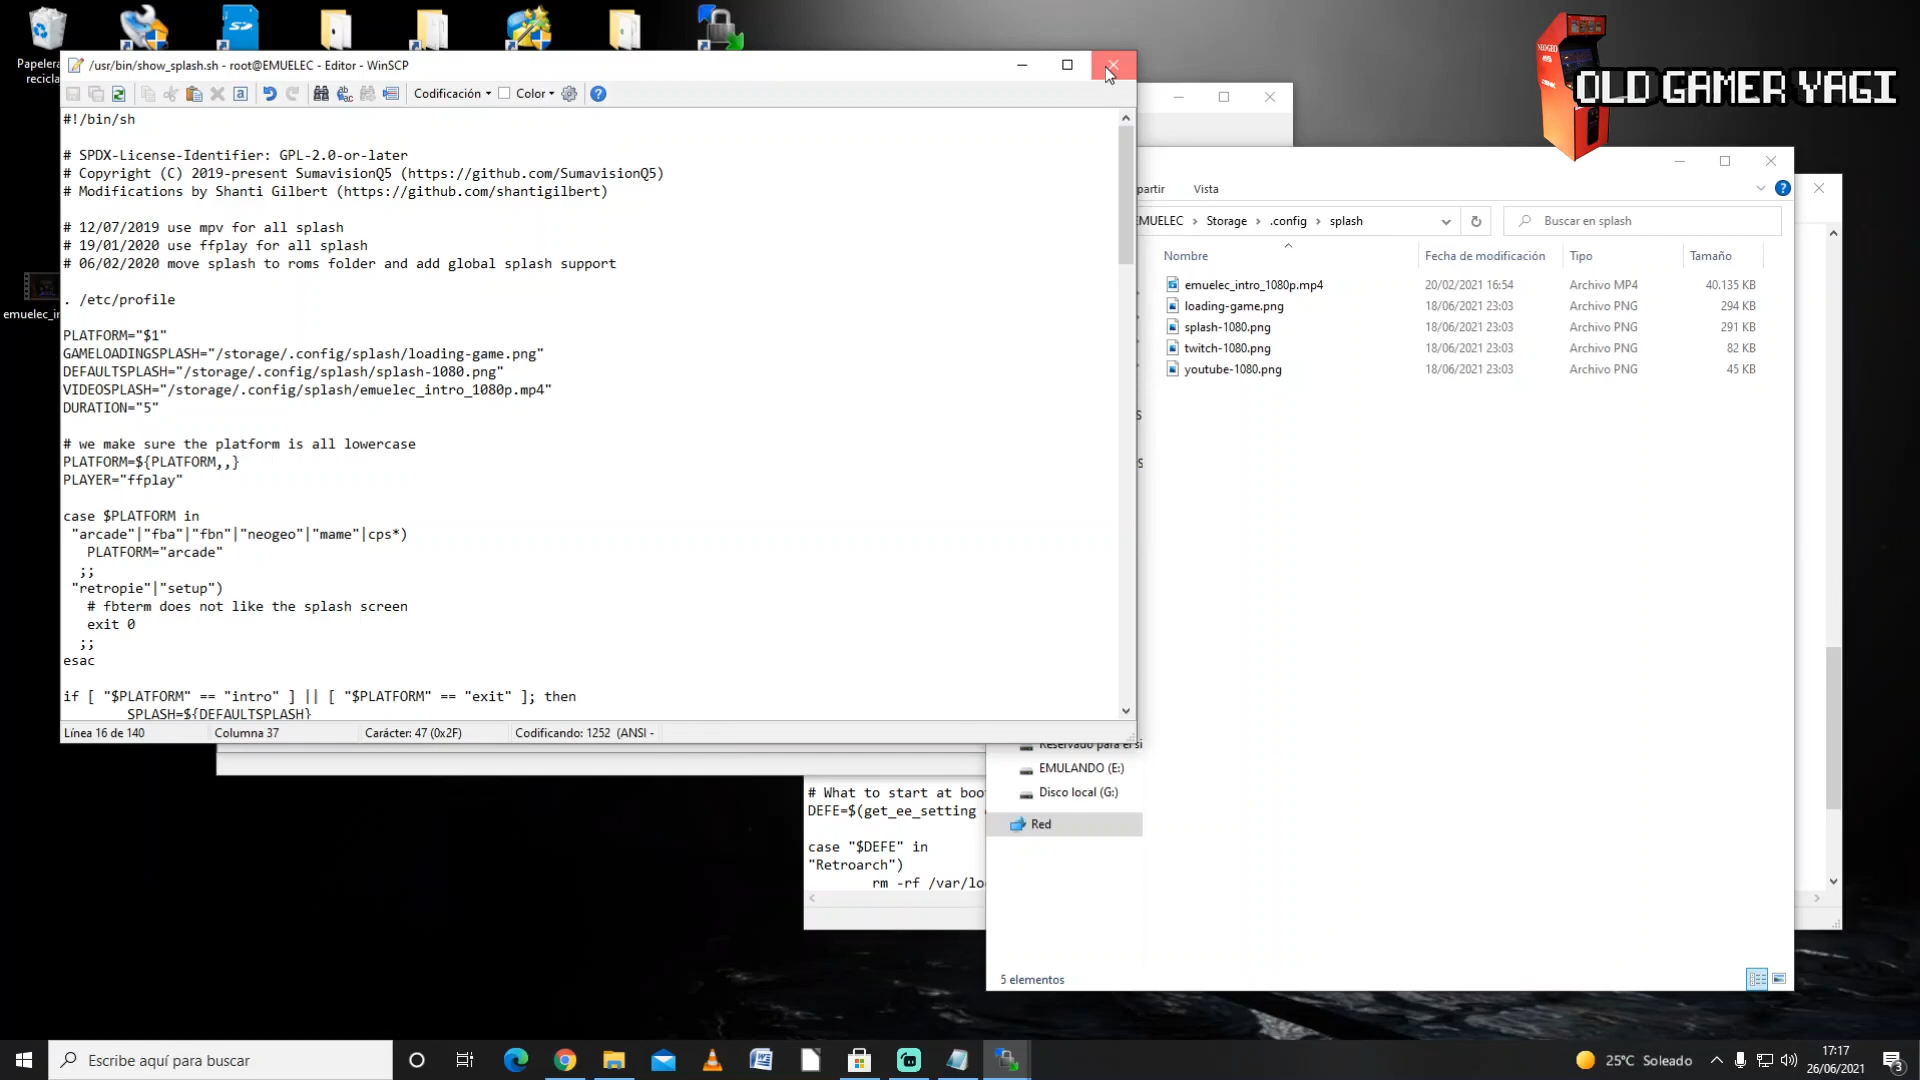 Papelera
recicla
emuelec_in
/usr/bin/show_splash.sh - root@EMUELEC - Editor - WinSCP
Codificación
Color
#!/bin/sh
# SPDX-License-Identifier: GPL-2.0-or-later
# Copyright (C) 2019-present SumavisionQ5 (https://github.com/SumavisionQ5)
# Modifications by Shanti Gilbert (https://github.com/shantigilbert)
# 12/07/2019 use mpv for all splash
# 19/01/2020 use ffplay for all splash
# 06/02/2020 move splash to roms folder and add global splash support
. /etc/profile
PLATFORM="$1"
GAMELOADINGSPLASH="/storage/.config/splash/loading-game.png"
DEFAULTSPLASH="/storage/.config/splash/splash-1080.png"
VIDEOSPLASH="/storage/.config/splash/emuelec_intro_1080p.mp4"
DURATION="5"
# we make sure the platform is all lowercase
PLATFORM=${PLATFORM,,}
PLAYER="ffplay"
case $PLATFORM in
"arcade"|"fba"|"fbn"|"neogeo"|"mame"|cps*)
PLATFORM="arcade"
;;
"retropie"|"setup")
# fbterm does not like the splash screen
exit 0
;;
esac
if [ "$PLATFORM" == "intro" ] || [ "$PLATFORM" == "exit" ]; then
SPLASH=${DEFAULTSPLASH}
Línea 16 de 140
Columna 37
Carácter: 47 (0x2F)
Codificando: 1252 (ANSI -
OLD GAMER YAGI
partir
Vista
EMUELEC
Storage
.config
splash
Buscar en splash
Nombre
Fecha de modificación
Tipo
Tamaño
emuelec_intro_1080p.mp4 20/02/2021 16:54 Archivo MP4 40.135 KB
loading-game.png 18/06/2021 23:03 Archivo PNG 294 KB
splash-1080.png 18/06/2021 23:03 Archivo PNG 291 KB
twitch-1080.png 18/06/2021 23:03 Archivo PNG 82 KB
youtube-1080.png 18/06/2021 23:03 Archivo PNG 45 KB
Reservado para el si
EMULANDO (E:)
Disco local (G:)
Red
5 elementos
# What to start at boo
DEFE=$(get_ee_setting
case "$DEFE" in
"Retroarch")
rm -rf /var/lo
Escribe aquí para buscar
25°C Soleado
17:17
26/06/2021
3